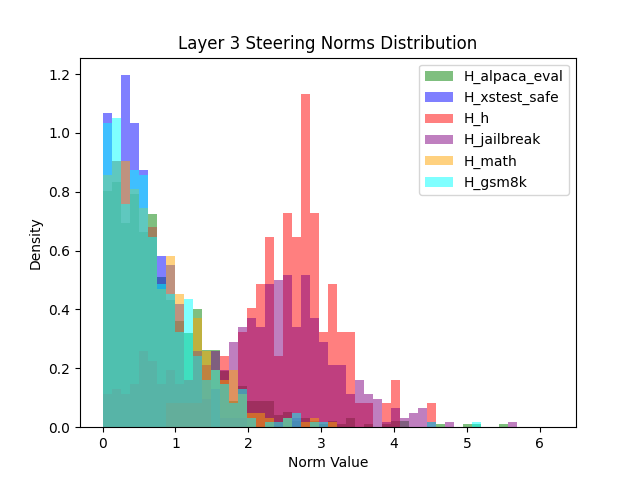 Layer 3 Steering Norms Distribution
H_alpaca_eval
H_xstest_safe
H_h
H_jailbreak
H_math
H_gsm8k
Density
1.2
1.0
0.8
0.6
0.4
0.2
0.0
0 1 2 3 4 5 6
Norm Value